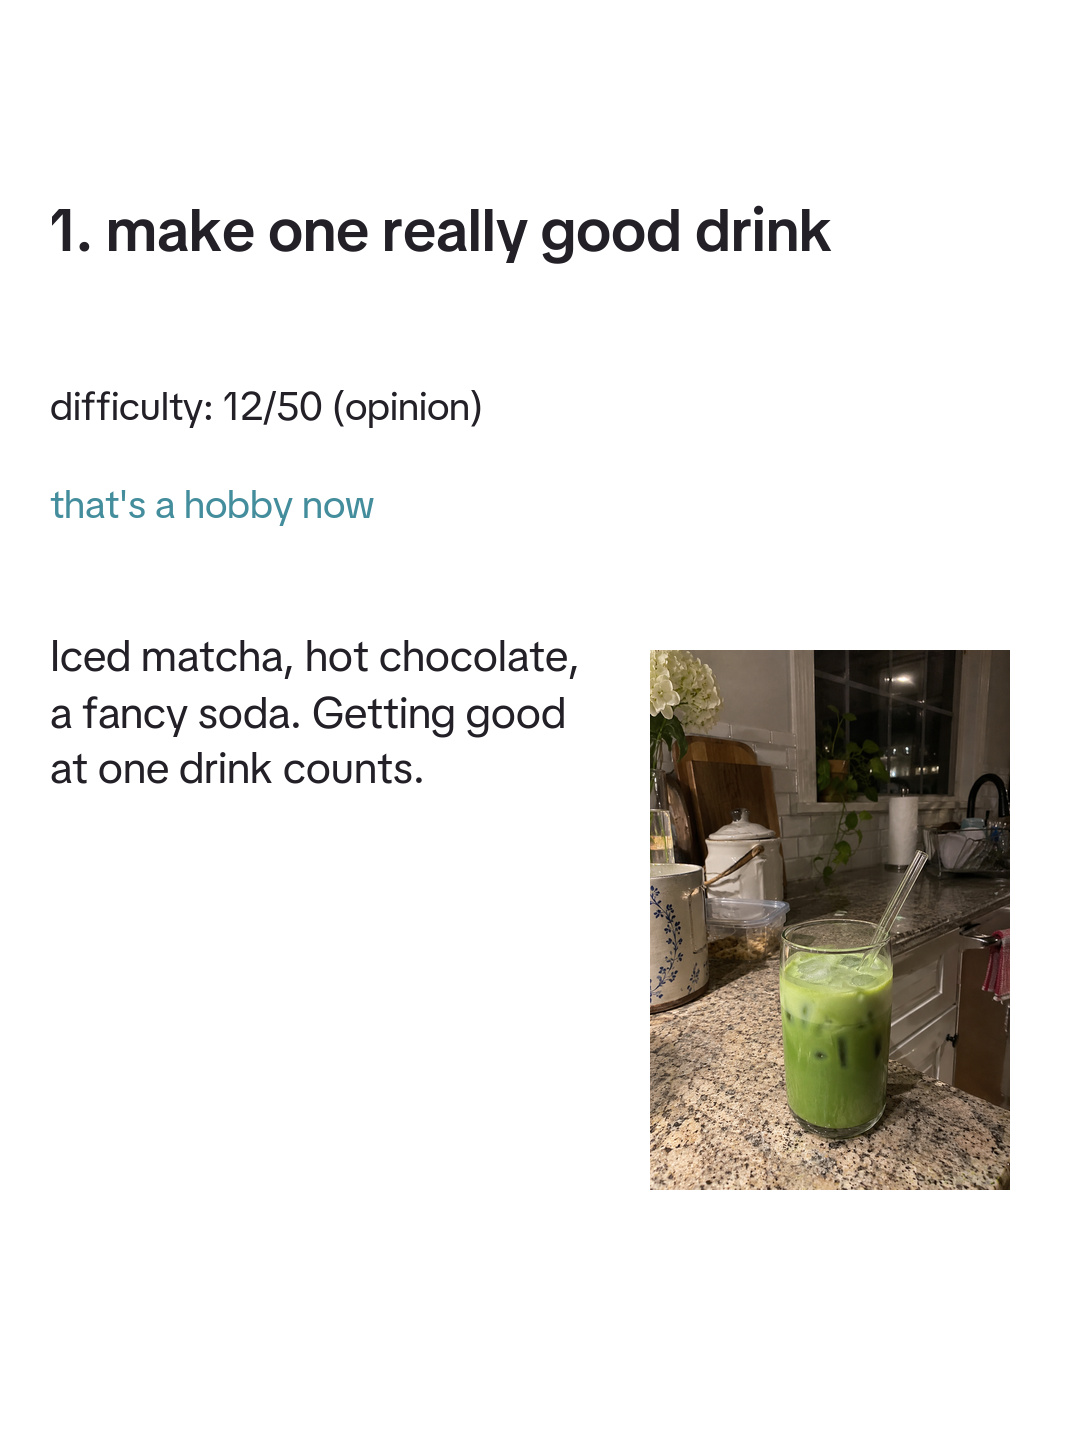 1. make one really good drink
difficulty: 12/50 (opinion)
that's a hobby now
Iced matcha, hot chocolate,
a fancy soda. Getting good
at one drink counts.